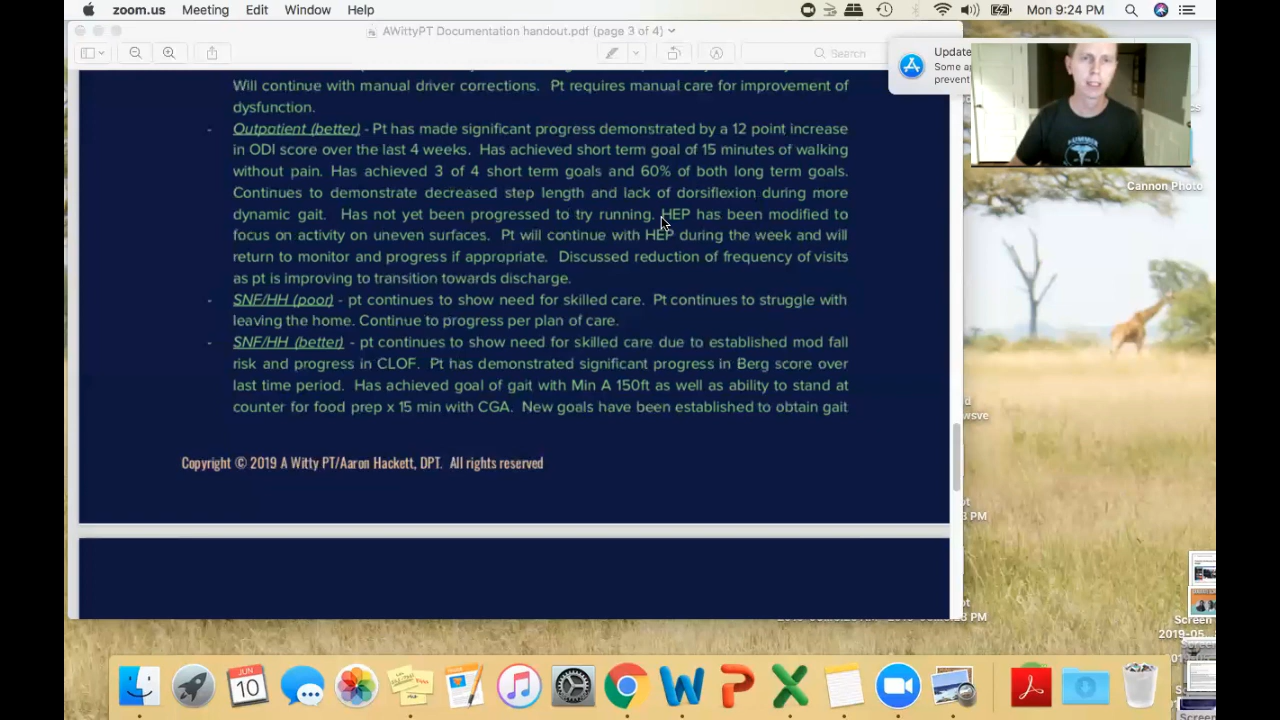 zoom.us Meeting Edit Window Help Mon 9:24 PM
AWittyPT Documentation handout.pdf (page 3 of 4)
Search
Update
Some ap
prevent
Will continue with manual driver corrections. Pt requires manual care for improvement of
dysfunction.
- Outpatient (better) - Pt has made significant progress demonstrated by a 12 point increase
in ODI score over the last 4 weeks. Has achieved short term goal of 15 minutes of walking
without pain. Has achieved 3 of 4 short term goals and 60% of both long term goals.
Continues to demonstrate decreased step length and lack of dorsiflexion during more
dynamic gait. Has not yet been progressed to try running. HEP has been modified to
focus on activity on uneven surfaces. Pt will continue with HEP during the week and will
return to monitor and progress if appropriate. Discussed reduction of frequency of visits
as pt is improving to transition towards discharge.
- SNF/HH (poor) - pt continues to show need for skilled care. Pt continues to struggle with
leaving the home. Continue to progress per plan of care.
- SNF/HH (better) - pt continues to show need for skilled care due to established mod fall
risk and progress in CLOF. Pt has demonstrated significant progress in Berg score over
last time period. Has achieved goal of gait with Min A 150ft as well as ability to stand at
counter for food prep x 15 min with CGA. New goals have been established to obtain gait
Copyright © 2019 A Witty PT/Aaron Hackett, DPT. All rights reserved
Cannon Photo
JUN
10
Screen
2019-05...
Screen